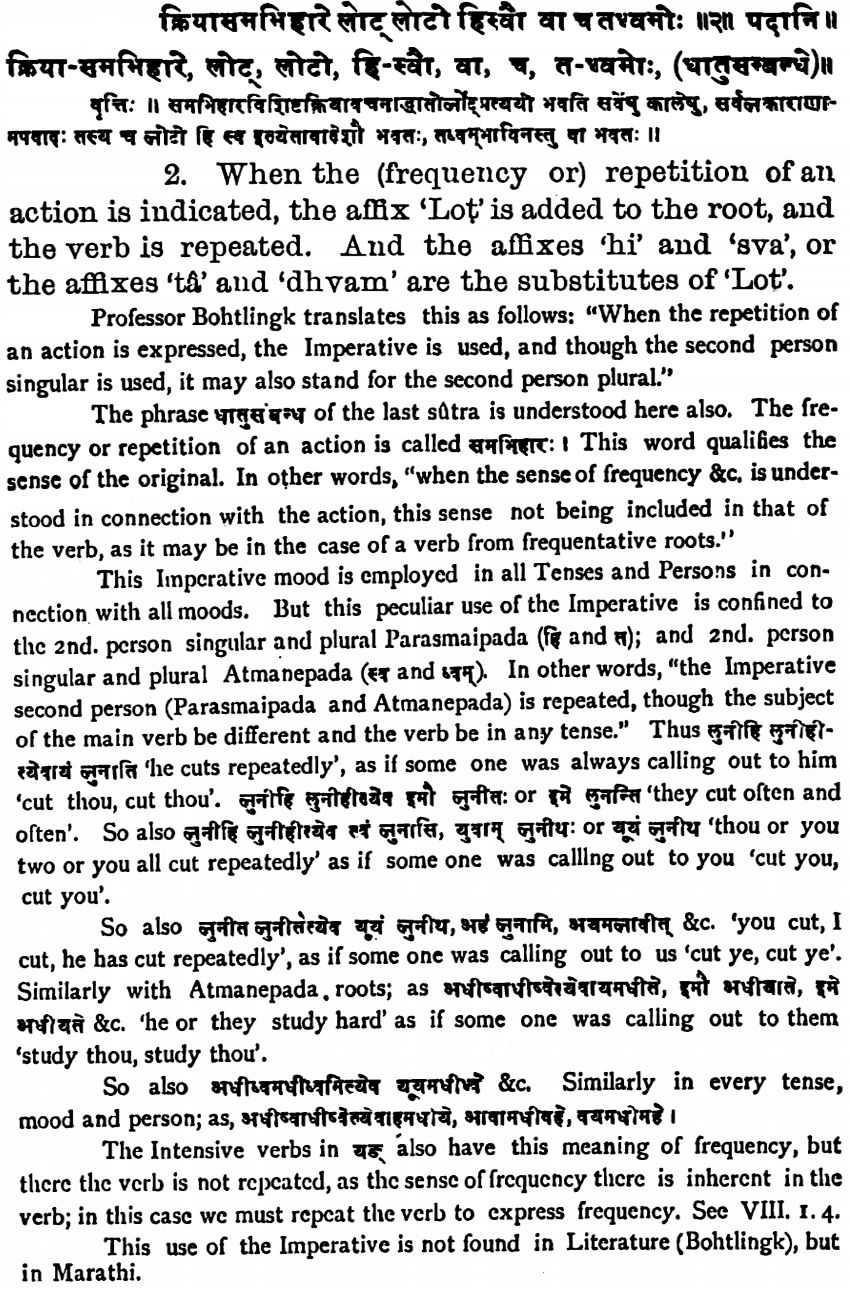 क्रियासमभिहारे लोट् लोटो हिस्वौ वा च तध्वमोः ॥२॥ पदानि॥
क्रिया-समभिहारे, लोट्, लोटो, हि-स्वौ, वा, च, त-ध्वमोः, (धातुसम्बन्धे)॥
वृत्तिः ॥ समभिहारविशिष्टक्रियावचनाद्धातोर्लोट्प्रत्ययो भवति सर्वेषु कालेषु, सर्वलकाराणा-
मपवादः तस्य च लोटो हि स्व इत्येतावादेशौ भवतः, तध्वम्भाविनस्तु वा भवतः ॥
2. When the (frequency or) repetition of an
action is indicated, the affix ‘Loṭ’ is added to the root, and
the verb is repeated. And the affixes ‘hi’ and ‘sva’, or
the affixes ‘tâ’ and ‘dhvam’ are the substitutes of ‘Loṭ’.
Professor Bohtlingk translates this as follows: “When the repetition of
an action is expressed, the Imperative is used, and though the second person
singular is used, it may also stand for the second person plural.”
The phrase धातुसंबन्ध of the last sûtra is understood here also. The fre-
quency or repetition of an action is called समभिहारः। This word qualifies the
sense of the original. In other words, “when the sense of frequency &c. is under-
stood in connection with the action, this sense not being included in that of
the verb, as it may be in the case of a verb from frequentative roots.”
This Imperative mood is employed in all Tenses and Persons in con-
nection with all moods. But this peculiar use of the Imperative is confined to
the 2nd. person singular and plural Parasmaipada (हि and त); and 2nd. person
singular and plural Atmanepada (स्व and ध्वम्). In other words, “the Imperative
second person (Parasmaipada and Atmanepada) is repeated, though the subject
of the main verb be different and the verb be in any tense.” Thus लुनीहि लुनीही-
त्येवायं लुनाति ‘he cuts repeatedly’, as if some one was always calling out to him
‘cut thou, cut thou’. लुनीहि लुनीहीत्येव इमौ लुनीतः or इमे लुनन्ति ‘they cut often and
often’. So also लुनीहि लुनीहीत्येव त्वं लुनासि, युवाम् लुनीथः or यूयं लुनीथ ‘thou or you
two or you all cut repeatedly’ as if some one was calling out to you ‘cut you,
cut you’.
So also लुनीत लुनीतेत्येव यूयं लुनीथ, अहं लुनामि, अयमलावीत् &c. ‘you cut, I
cut, he has cut repeatedly’, as if some one was calling out to us ‘cut ye, cut ye’.
Similarly with Atmanepada roots; as अधीष्वाधीष्वेत्येवायमधीते, इमौ अधीयाते, इमे
अधीयते &c. ‘he or they study hard’ as if some one was calling out to them
‘study thou, study thou’.
So also अधीध्वमधीध्वमित्येव यूयमधीध्वे &c. Similarly in every tense,
mood and person; as, अधीष्वाधीष्वेत्येवाहमधीये, आवामधीवहे, वयमधीमहे।
The Intensive verbs in यङ् also have this meaning of frequency, but
there the verb is not repeated, as the sense of frequency there is inherent in the
verb; in this case we must repeat the verb to express frequency. See VIII. 1. 4.
This use of the Imperative is not found in Literature (Bohtlingk), but
in Marathi.